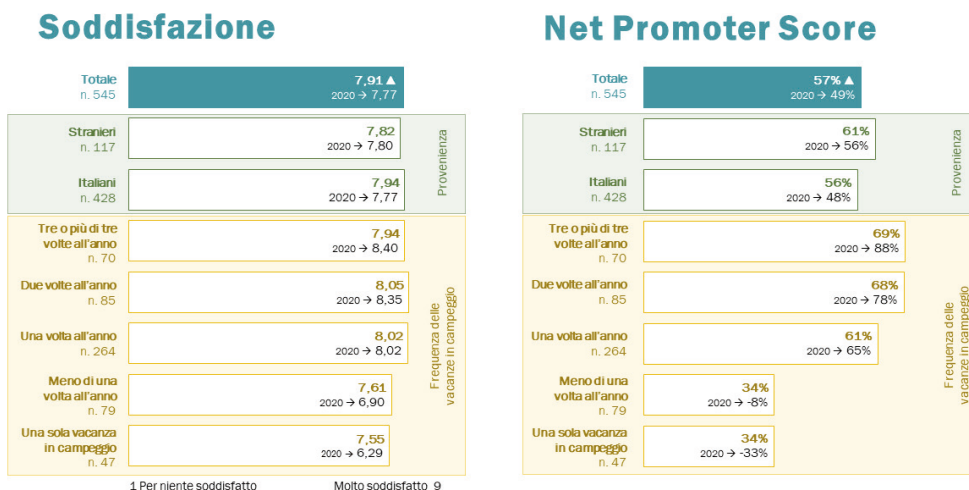 Soddisfazione
Totale
n. 545
7,91 ▲
2020 → 7,77
Stranieri
n. 117
7,82
2020 → 7,80
Italiani
n. 428
7,94
2020 → 7,77
Provenienza
Tre o più di tre
volte all'anno
n. 70
7,94
2020 → 8,40
Due volte all'anno
n. 85
8,05
2020 → 8,35
Una volta all'anno
n. 264
8,02
2020 → 8,02
Meno di una
volta all'anno
n. 79
7,61
2020 → 6,90
Una sola vacanza
in campeggio
n. 47
7,55
2020 → 6,29
Frequenza delle
vacanze in campeggio
1 Per niente soddisfatto
Molto soddisfatto 9
Net Promoter Score
Totale
n. 545
57% ▲
2020 → 49%
Stranieri
n. 117
61%
2020 → 56%
Italiani
n. 428
56%
2020 → 48%
Provenienza
Tre o più di tre
volte all'anno
n. 70
69%
2020 → 88%
Due volte all'anno
n. 85
68%
2020 → 78%
Una volta all'anno
n. 264
61%
2020 → 65%
Meno di una
volta all'anno
n. 79
34%
2020 → -8%
Una sola vacanza
in campeggio
n. 47
34%
2020 → -33%
Frequenza delle
vacanze in campeggio